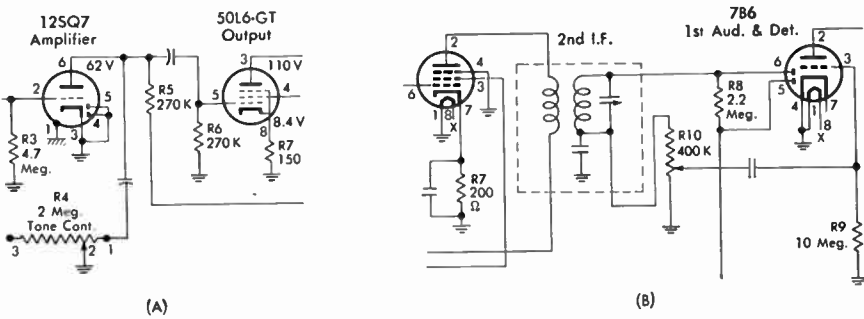 12SQ7
Amplifier
50L6-GT
Output
6
62 V
2
5
4
1
3
R3
4.7
Meg.
R5
270 K
R6
270 K
3
110 V
5
4
8.4 V
8
R7
150
R4
2 Meg.
Tone Cont.
3
2
1
(A)
2nd I.F.
7B6
1st Aud. & Det.
2
4
3
6
1
8
7
X
R7
200
Ω
R10
400 K
R8
2.2
Meg.
2
6
3
5
4
1
7
8
X
R9
10 Meg.
(B)